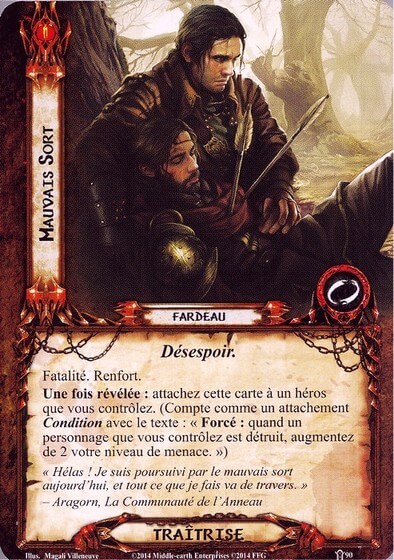 MAUVAIS SORT
FARDEAU
Désespoir.
Fatalité. Renfort.
Une fois révélée : attachez cette carte à un héros
que vous contrôlez. (Compte comme un attachement
Condition avec le texte : « Forcé : quand un
personnage que vous contrôlez est détruit, augmentez
de 2 votre niveau de menace. »)
« Hélas ! Je suis poursuivi par le mauvais sort
aujourd'hui, et tout ce que je fais va de travers. »
– Aragorn, La Communauté de l'Anneau
TRAÎTRISE
Illus. Magali Villeneuve ©2014 Middle-earth Enterprises ©2014 FFG 90